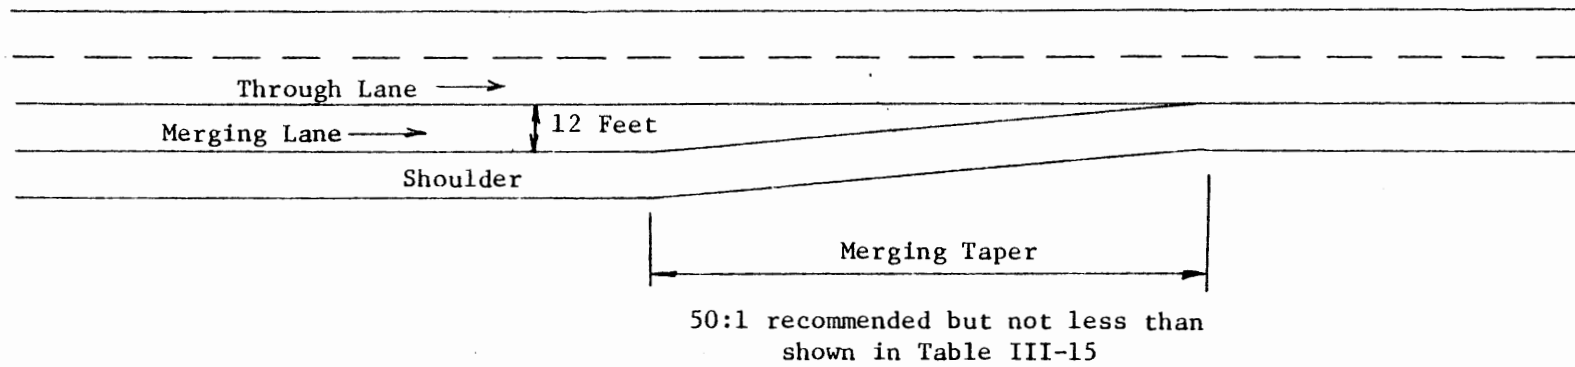 Through Lane
Merging Lane
12 Feet
Shoulder
Merging Taper
50:1 recommended but not less than
shown in Table III-15